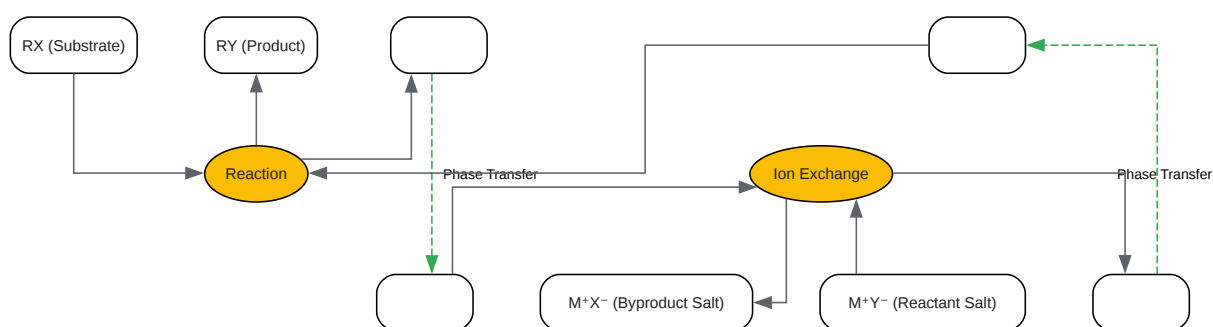 RX (Substrate)
RY (Product)
Reaction
Phase Transfer
Ion Exchange
Phase Transfer
M⁺X⁻ (Byproduct Salt)
M⁺Y⁻ (Reactant Salt)